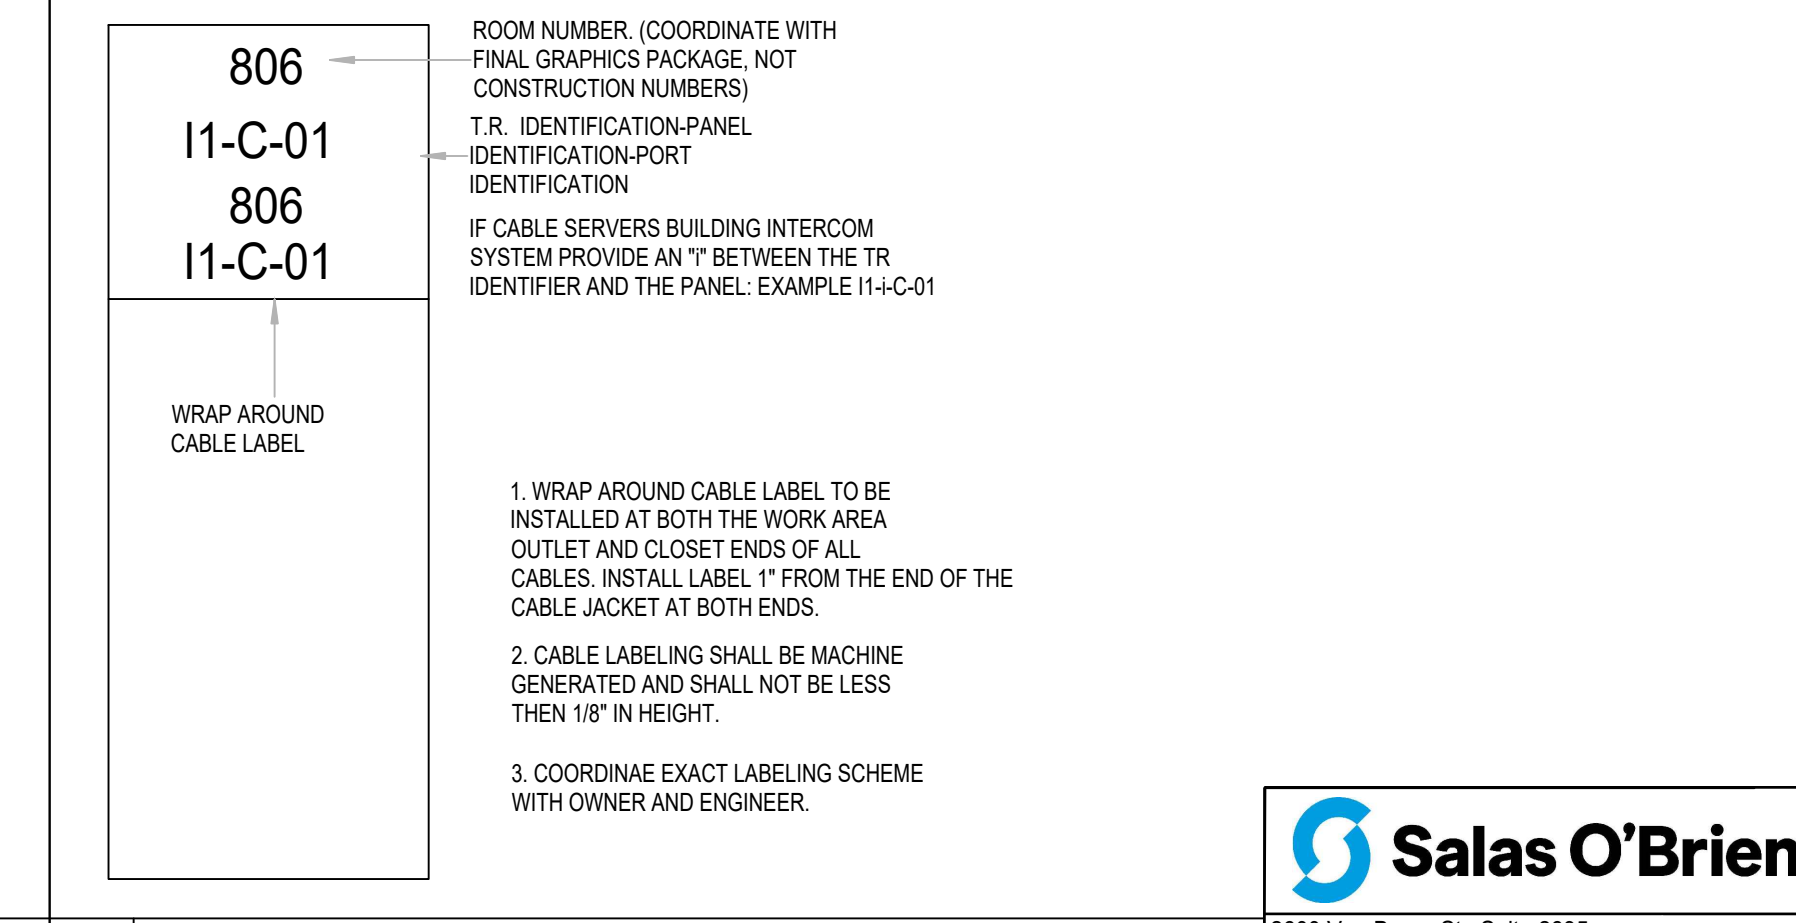 806
I1-C-01
806
I1-C-01
ROOM NUMBER. (COORDINATE WITH
FINAL GRAPHICS PACKAGE, NOT
CONSTRUCTION NUMBERS)
T.R. IDENTIFICATION-PANEL
IDENTIFICATION-PORT
IDENTIFICATION
IF CABLE SERVERS BUILDING INTERCOM
SYSTEM PROVIDE AN "i" BETWEEN THE TR
IDENTIFIER AND THE PANEL: EXAMPLE I1-i-C-01
WRAP AROUND
CABLE LABEL
1. WRAP AROUND CABLE LABEL TO BE
INSTALLED AT BOTH THE WORK AREA
OUTLET AND CLOSET ENDS OF ALL
CABLES. INSTALL LABEL 1" FROM THE END OF THE
CABLE JACKET AT BOTH ENDS.
2. CABLE LABELING SHALL BE MACHINE
GENERATED AND SHALL NOT BE LESS
THEN 1/8" IN HEIGHT.
3. COORDINAE EXACT LABELING SCHEME
WITH OWNER AND ENGINEER.
Salas O'Brien